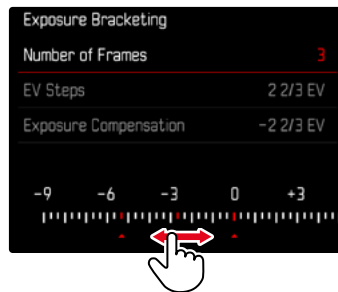 Exposure Bracketing
Number of Frames 3
EV Steps 2 2/3 EV
Exposure Compensation -2 2/3 EV
-9 -6 -3 0 +3